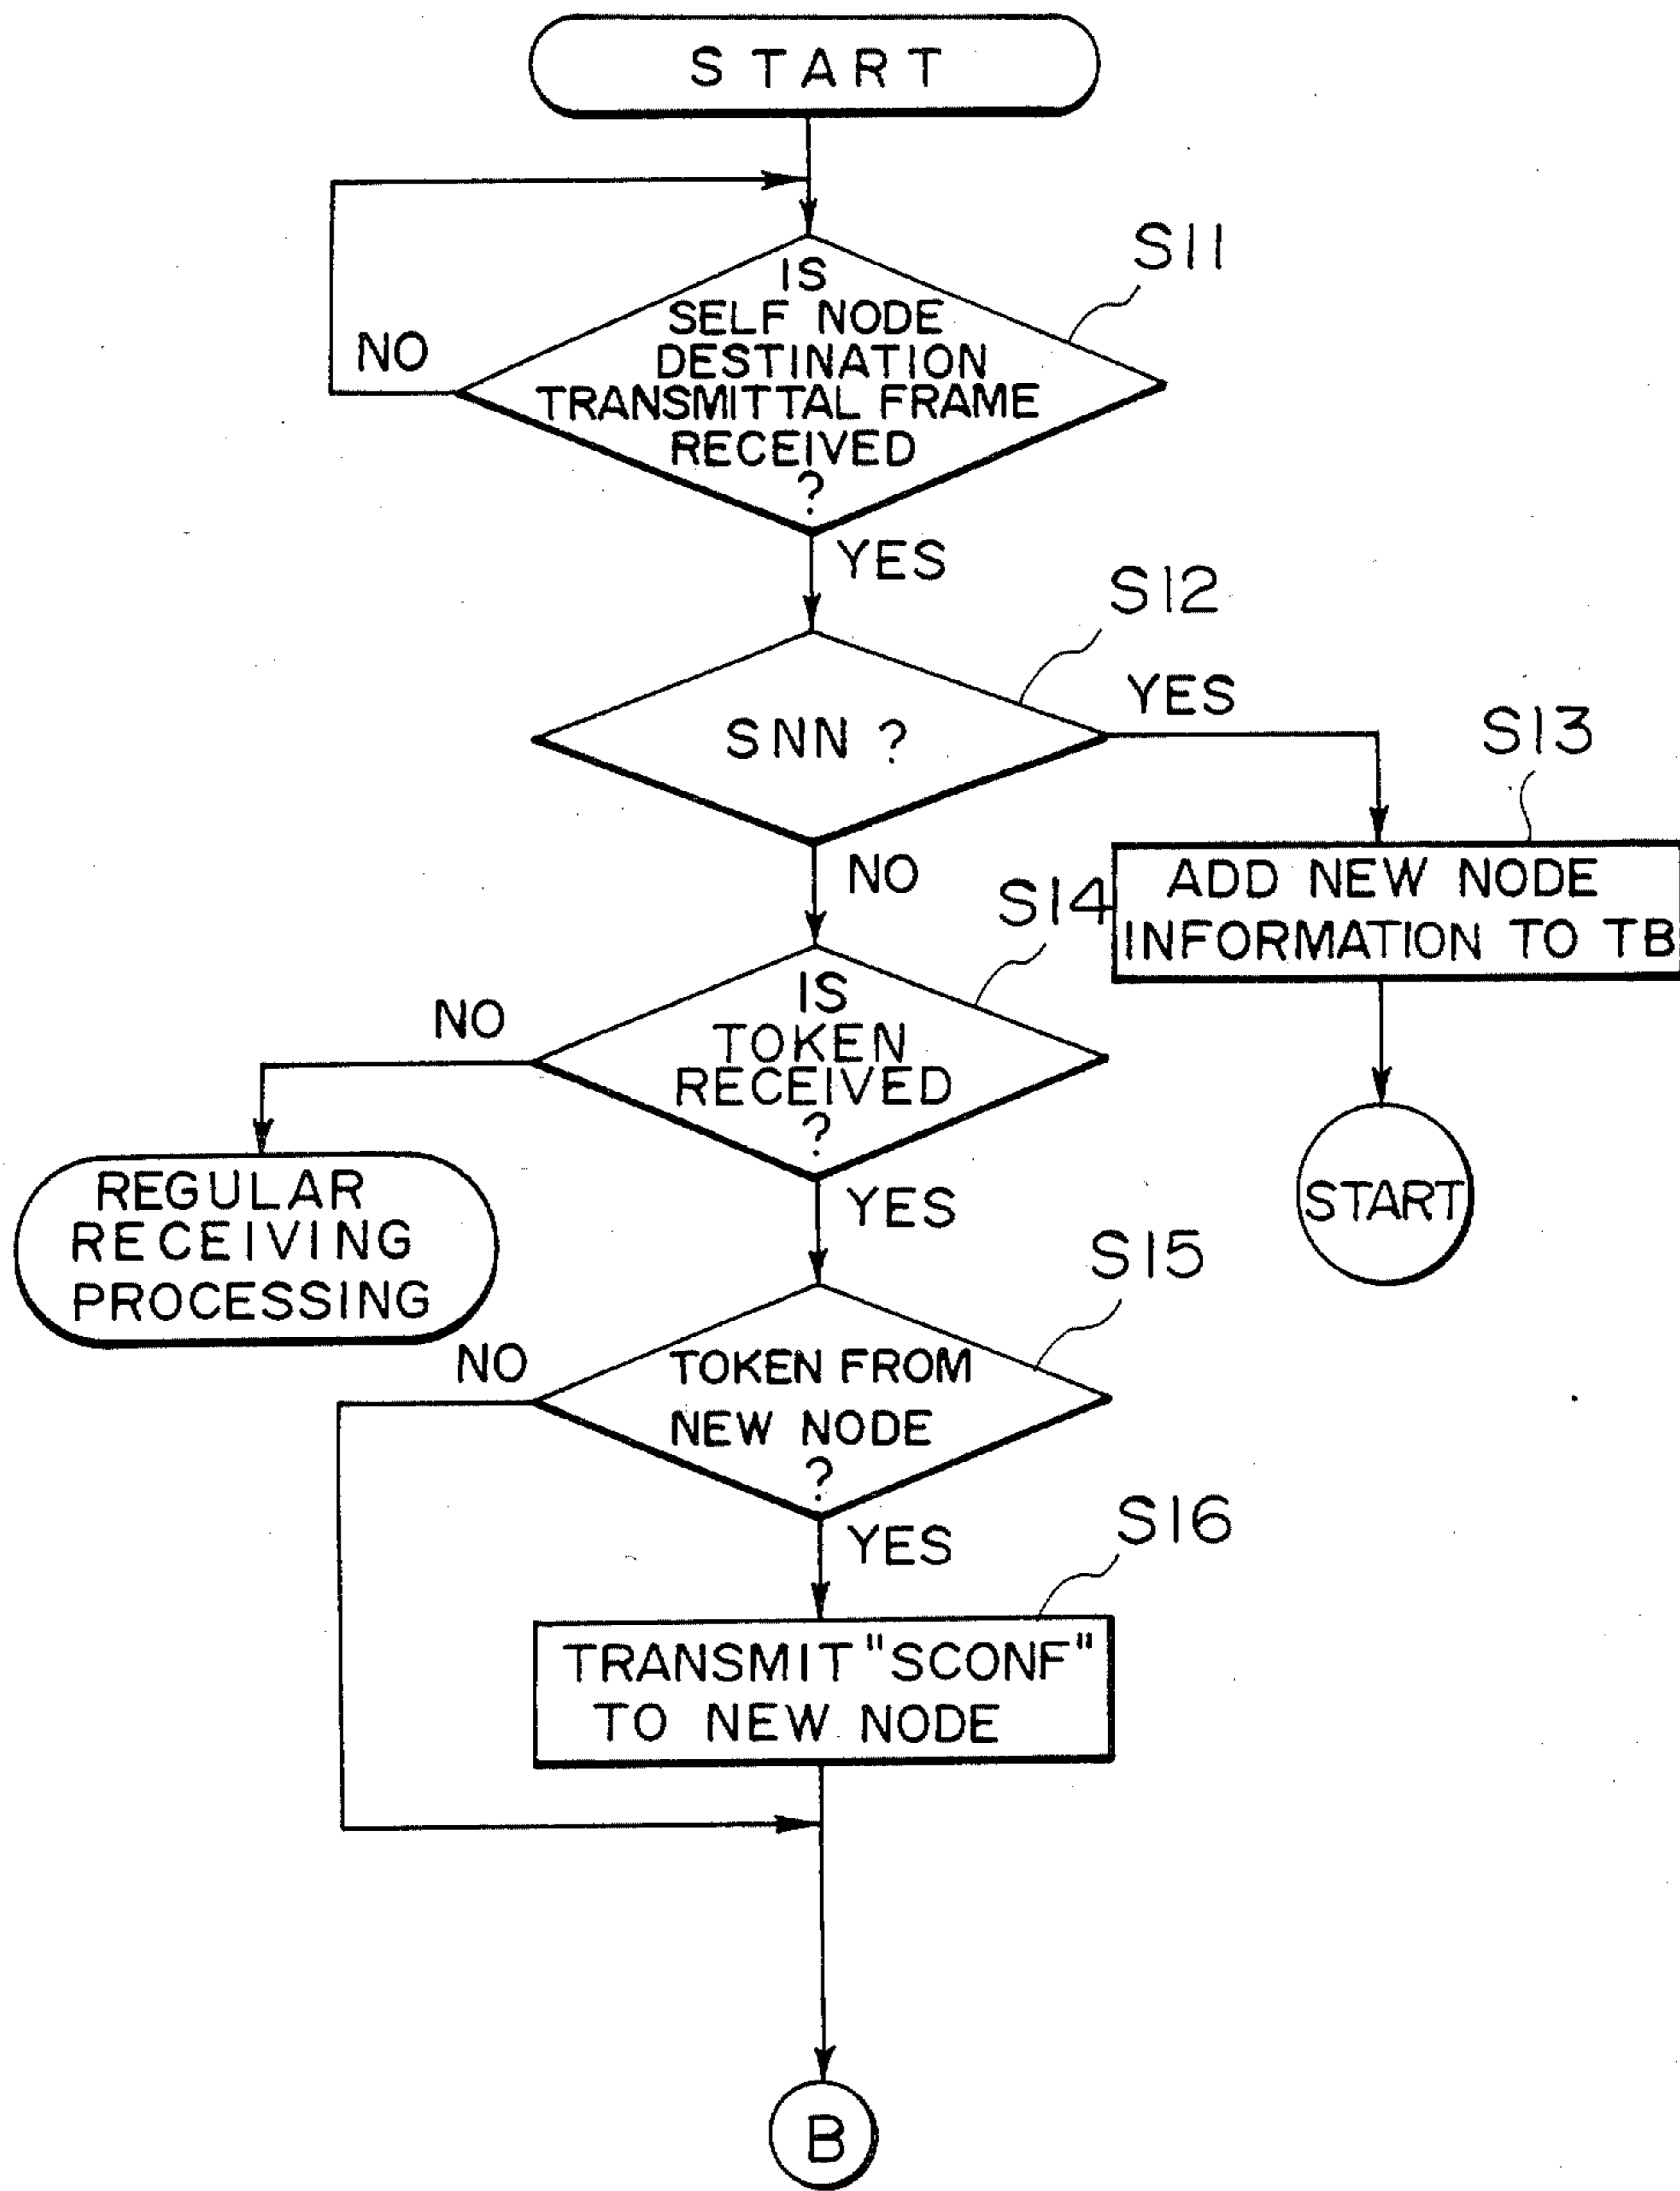 START
S11
IS
SELF NODE
DESTINATION
TRANSMITTAL FRAME
RECEIVED
?
NO
YES
S12
SNN ?
YES
S13
ADD NEW NODE
INFORMATION TO TB
START
NO
S14
IS
TOKEN
RECEIVED
?
NO
REGULAR
RECEIVING
PROCESSING
YES
S15
TOKEN FROM
NEW NODE
?
NO
YES
S16
TRANSMIT "SCONF"
TO NEW NODE
B